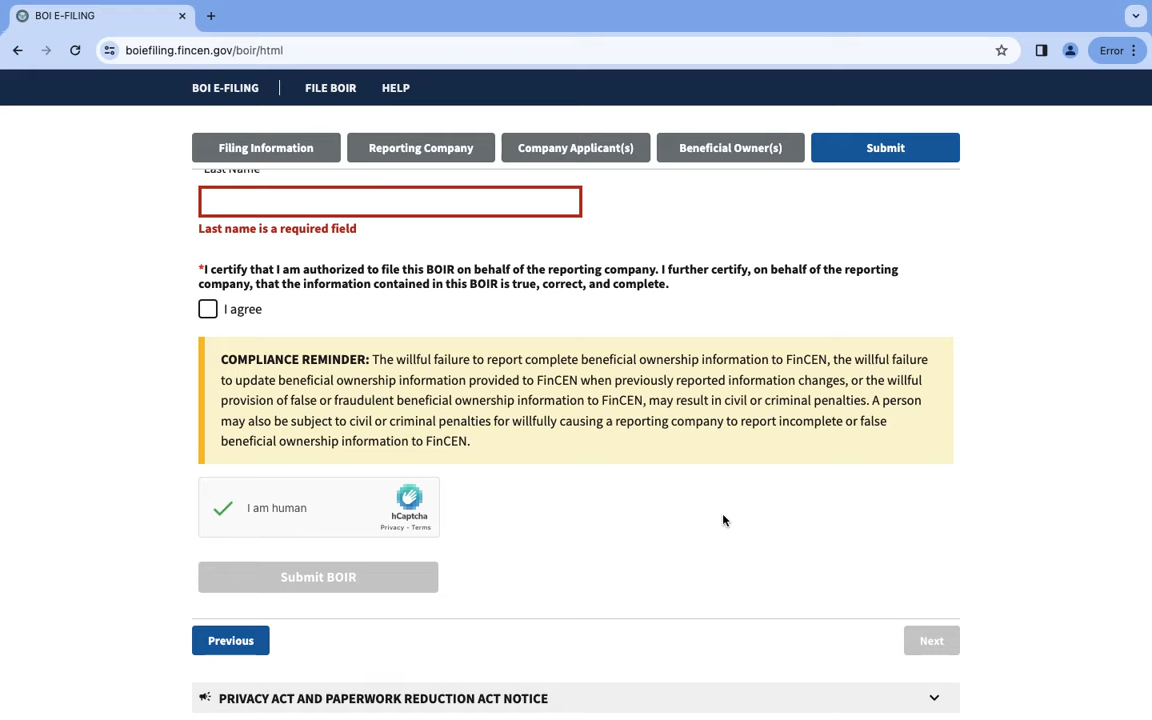 BOI E-FILING
boiefiling.fincen.gov/boir/html
Error
BOI E-FILING
FILE BOIR
HELP
Filing Information
Reporting Company
Company Applicant(s)
Beneficial Owner(s)
Submit
Last Name
Last name is a required field
*I certify that I am authorized to file this BOIR on behalf of the reporting company. I further certify, on behalf of the reporting
company, that the information contained in this BOIR is true, correct, and complete.
I agree
COMPLIANCE REMINDER: The willful failure to report complete beneficial ownership information to FinCEN, the willful failure
to update beneficial ownership information provided to FinCEN when previously reported information changes, or the willful
provision of false or fraudulent beneficial ownership information to FinCEN, may result in civil or criminal penalties. A person
may also be subject to civil or criminal penalties for willfully causing a reporting company to report incomplete or false
beneficial ownership information to FinCEN.
I am human
hCaptcha
Privacy - Terms
Submit BOIR
Previous
Next
PRIVACY ACT AND PAPERWORK REDUCTION ACT NOTICE